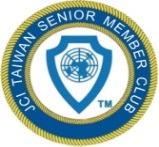 JCI TAIWAN SENIOR MEMBER CLUB
TM